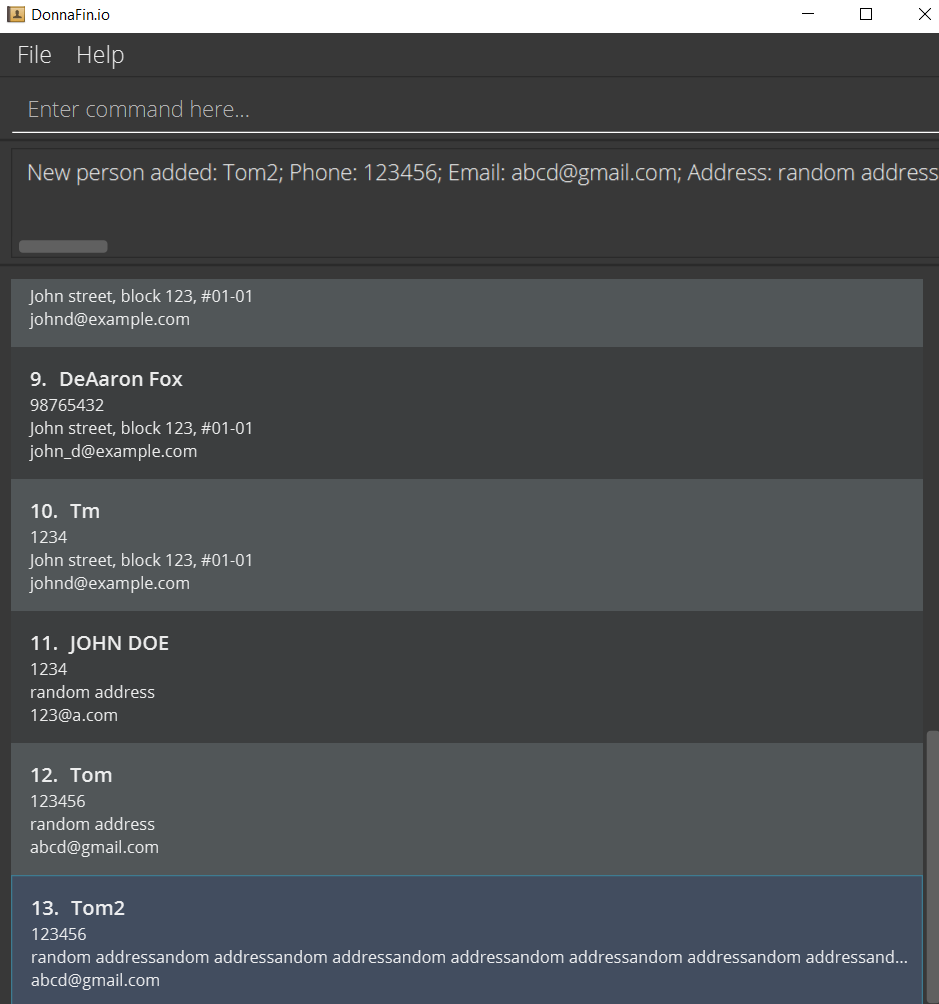 DonnaFin.io
File Help
Enter command here...
New person added: Tom2; Phone: 123456; Email: abcd@gmail.com; Address: random address
John street, block 123, #01-01
johnd@example.com
9. DeAaron Fox
98765432
John street, block 123, #01-01
john_d@example.com
10. Tm
1234
John street, block 123, #01-01
johnd@example.com
11. JOHN DOE
1234
random address
123@a.com
12. Tom
123456
random address
abcd@gmail.com
13. Tom2
123456
random addressandom addressandom addressandom addressandom addressandom addressandom addressand...
abcd@gmail.com